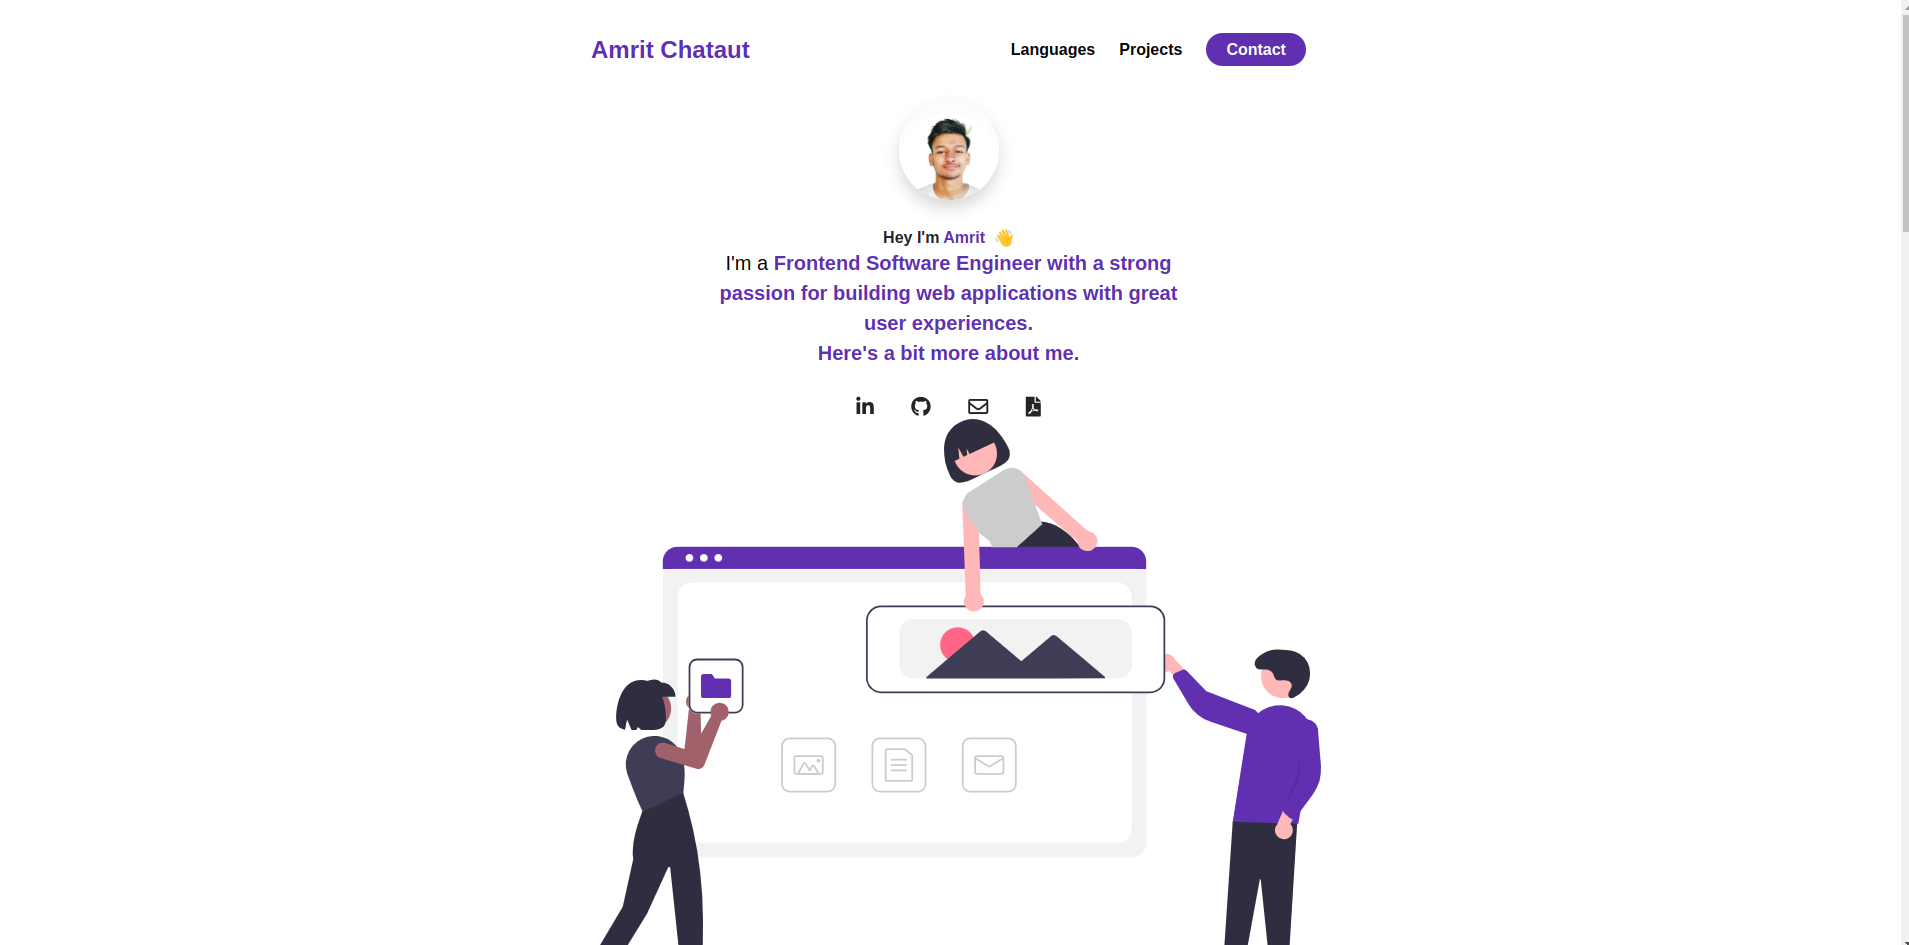 Amrit Chataut
Languages Projects Contact
Hey I'm Amrit 👋
I'm a Frontend Software Engineer with a strong
passion for building web applications with great
user experiences.
Here's a bit more about me.